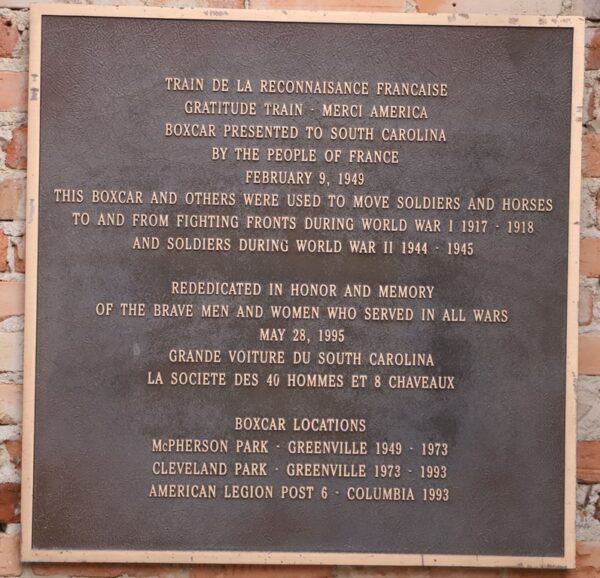 TRAIN DE LA RECONNAISANCE FRANCAISE
GRATITUDE TRAIN - MERCI AMERICA
BOXCAR PRESENTED TO SOUTH CAROLINA
BY THE PEOPLE OF FRANCE
FEBRUARY 9, 1949
THIS BOXCAR AND OTHERS WERE USED TO MOVE SOLDIERS AND HORSES
TO AND FROM FIGHTING FRONTS DURING WORLD WAR I 1917 - 1918
AND SOLDIERS DURING WORLD WAR II 1944 - 1945
REDEDICATED IN HONOR AND MEMORY
OF THE BRAVE MEN AND WOMEN WHO SERVED IN ALL WARS
MAY 28, 1995
GRANDE VOITURE DU SOUTH CAROLINA
LA SOCIETE DES 40 HOMMES ET 8 CHAVEAUX
BOXCAR LOCATIONS
McPHERSON PARK - GREENVILLE 1949 - 1973
CLEVELAND PARK - GREENVILLE 1973 - 1993
AMERICAN LEGION POST 6 - COLUMBIA 1993